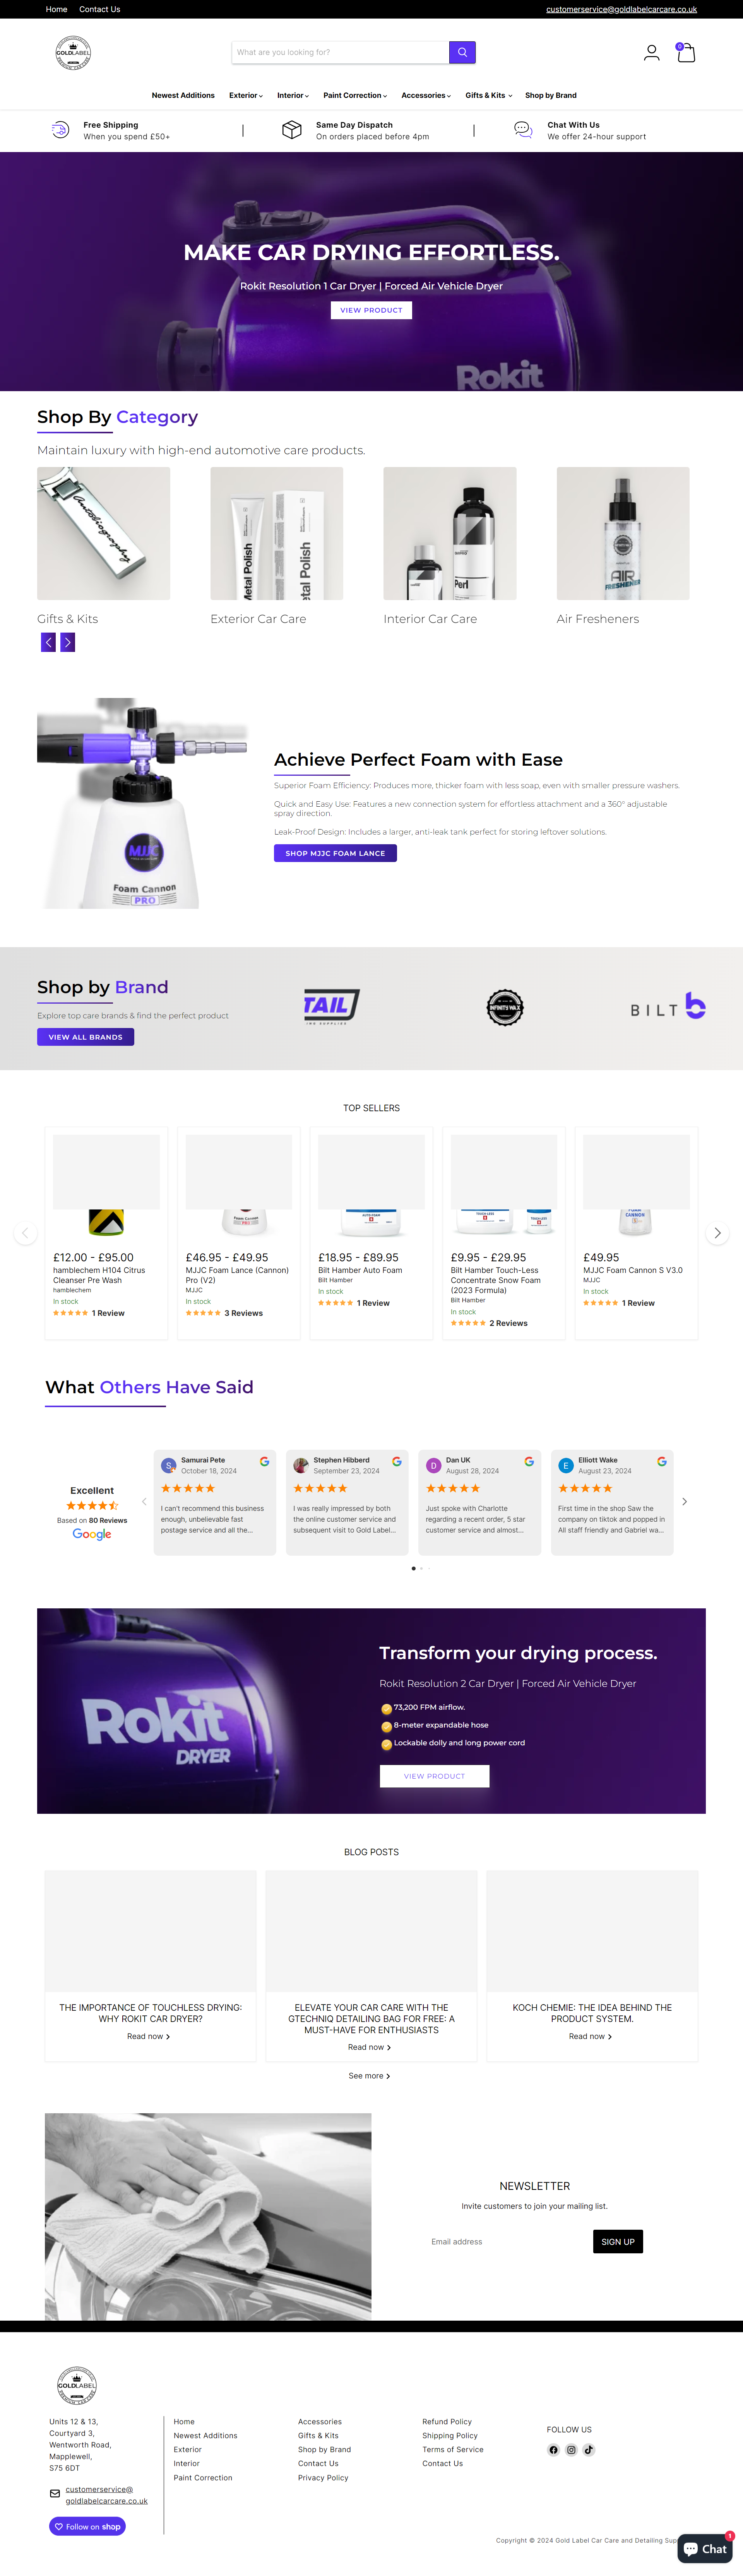 Home Contact Us customerservice@goldlabelcarcare.co.uk
GOLDLABEL
What are you looking for?
0
Newest Additions Exterior Interior Paint Correction Accessories Gifts & Kits Shop by Brand
Free Shipping
When you spend £50+
Same Day Dispatch
On orders placed before 4pm
Chat With Us
We offer 24-hour support
MAKE CAR DRYING EFFORTLESS.
Rokit Resolution 1 Car Dryer | Forced Air Vehicle Dryer
VIEW PRODUCT
Rokit
Shop By Category
Maintain luxury with high-end automotive care products.
Autobiography
Metal Polish
etal Polish
Perl
AIR
FRESHENER
Gifts & Kits
Exterior Car Care
Interior Car Care
Air Fresheners
MJJC
Foam Cannon
PRO
Achieve Perfect Foam with Ease
Superior Foam Efficiency: Produces more, thicker foam with less soap, even with smaller pressure washers.
Quick and Easy Use: Features a new connection system for effortless attachment and a 360° adjustable
spray direction.
Leak-Proof Design: Includes a larger, anti-leak tank perfect for storing leftover solutions.
SHOP MJJC FOAM LANCE
Shop by Brand
Explore top care brands & find the perfect product
VIEW ALL BRANDS
TAIL
INFINITY WAX
BILT b
TOP SELLERS
£12.00 - £95.00
hamblechem H104 Citrus
Cleanser Pre Wash
hamblechem
In stock
1 Review
£46.95 - £49.95
MJJC Foam Lance (Cannon)
Pro (V2)
MJJC
In stock
3 Reviews
AUTO-FOAM
£18.95 - £89.95
Bilt Hamber Auto Foam
Bilt Hamber
In stock
1 Review
TOUCH-LESS
£9.95 - £29.95
Bilt Hamber Touch-Less
Concentrate Snow Foam
(2023 Formula)
Bilt Hamber
In stock
2 Reviews
FOAM
CANNON
£49.95
MJJC Foam Cannon S V3.0
MJJC
In stock
1 Review
What Others Have Said
Excellent
Based on 80 Reviews
Google
S
Samurai Pete
October 18, 2024
I can't recommend this business
enough, unbelievable fast
postage service and all the...
Stephen Hibberd
September 23, 2024
I was really impressed by both
the online customer service and
subsequent visit to Gold Label...
D
Dan UK
August 28, 2024
Just spoke with Charlotte
regarding a recent order, 5 star
customer service and almost...
E
Elliott Wake
August 23, 2024
First time in the shop Saw the
company on tiktok and popped in
All staff friendly and Gabriel wa...
Rokit
DRYER
Transform your drying process.
Rokit Resolution 2 Car Dryer | Forced Air Vehicle Dryer
73,200 FPM airflow.
8-meter expandable hose
Lockable dolly and long power cord
VIEW PRODUCT
BLOG POSTS
THE IMPORTANCE OF TOUCHLESS DRYING:
WHY ROKIT CAR DRYER?
Read now
ELEVATE YOUR CAR CARE WITH THE
GTECHNIQ DETAILING BAG FOR FREE: A
MUST-HAVE FOR ENTHUSIASTS
Read now
KOCH CHEMIE: THE IDEA BEHIND THE
PRODUCT SYSTEM.
Read now
See more
NEWSLETTER
Invite customers to join your mailing list.
Email address
SIGN UP
GOLDLABEL
Units 12 & 13,
Courtyard 3,
Wentworth Road,
Mapplewell,
S75 6DT
customerservice@
goldlabelcarcare.co.uk
Follow on shop
Home
Newest Additions
Exterior
Interior
Paint Correction
Accessories
Gifts & Kits
Shop by Brand
Contact Us
Privacy Policy
Refund Policy
Shipping Policy
Terms of Service
Contact Us
FOLLOW US
Copyright © 2024 Gold Label Car Care and Detailing
Chat
1